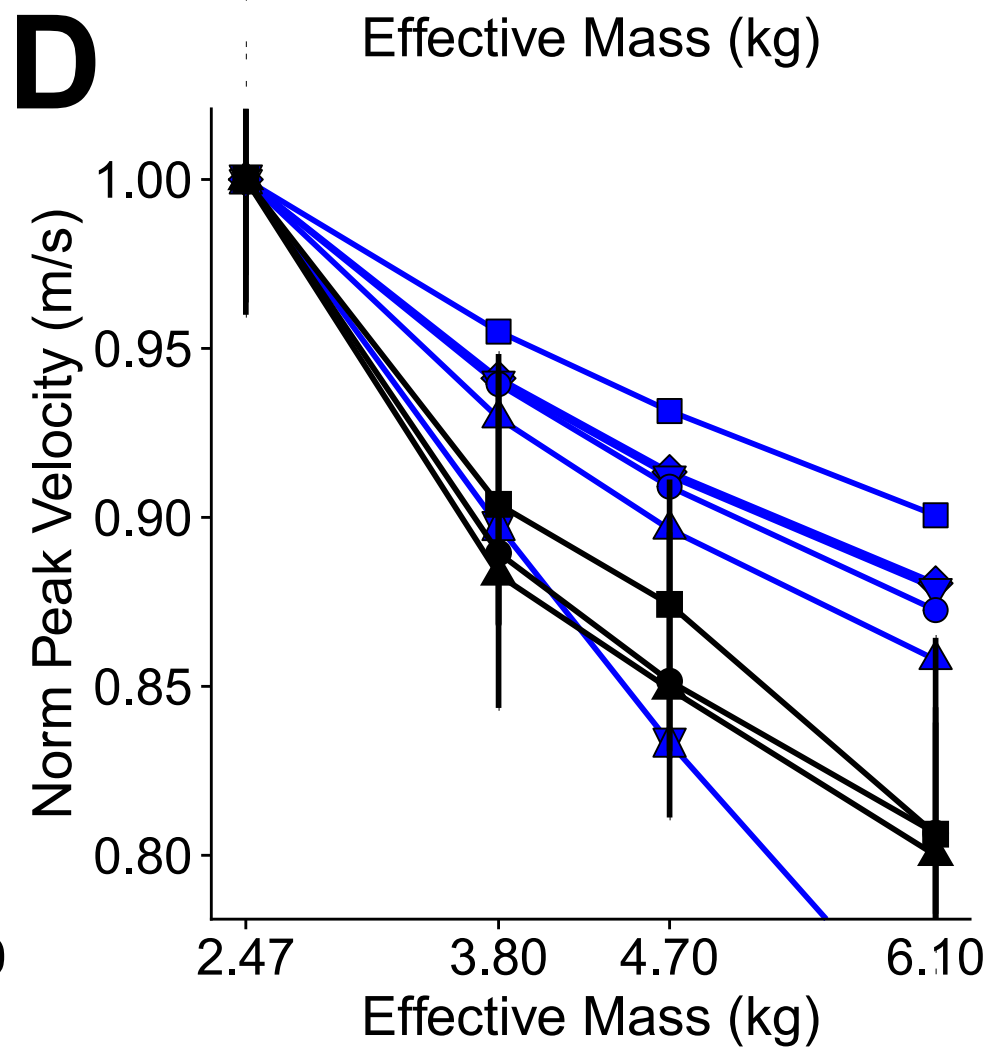 D
Effective Mass (kg)
Norm Peak Velocity (m/s)
1.00
0.95
0.90
0.85
0.80
2.47 3.80 4.70 6.10
Effective Mass (kg)